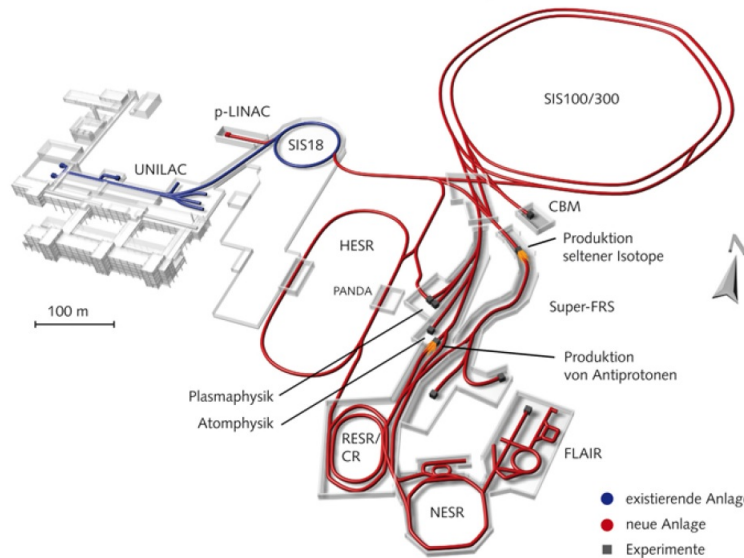 SIS100/300
p-LINAC
SIS18
UNILAC
CBM
HESR
Produktion
seltener Isotope
PANDA
100 m
Super-FRS
Produktion
von Antiprotonen
Plasmaphysik
Atomphysik
RESR/
CR
FLAIR
NESR
existierende Anlage
neue Anlage
Experimente